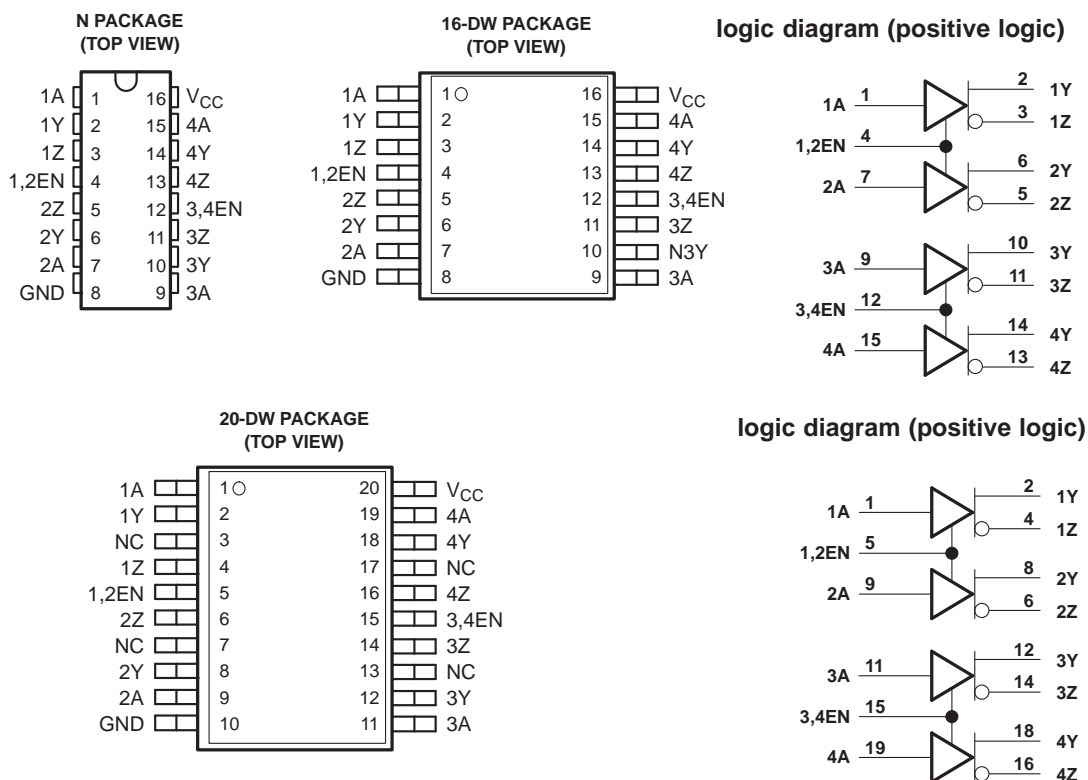 N PACKAGE
(TOP VIEW)
1A 1 16 VCC
1Y 2 15 4A
1Z 3 14 4Y
1,2EN 4 13 4Z
2Z 5 12 3,4EN
2Y 6 11 3Z
2A 7 10 3Y
GND 8 9 3A
16-DW PACKAGE
(TOP VIEW)
1A 1 16 VCC
1Y 2 15 4A
1Z 3 14 4Y
1,2EN 4 13 4Z
2Z 5 12 3,4EN
2Y 6 11 3Z
2A 7 10 N3Y
GND 8 9 3A
logic diagram (positive logic)
2 1Y
1A 1
3 1Z
1,2EN 4
6 2Y
2A 7
5 2Z
10 3Y
3A 9
11 3Z
3,4EN 12
14 4Y
4A 15
13 4Z
20-DW PACKAGE
(TOP VIEW)
1A 1 20 VCC
1Y 2 19 4A
NC 3 18 4Y
1Z 4 17 NC
1,2EN 5 16 4Z
2Z 6 15 3,4EN
NC 7 14 3Z
2Y 8 13 NC
2A 9 12 3Y
GND 10 11 3A
logic diagram (positive logic)
2 1Y
1A 1
4 1Z
1,2EN 5
8 2Y
2A 9
6 2Z
12 3Y
3A 11
14 3Z
3,4EN 15
18 4Y
4A 19
16 4Z